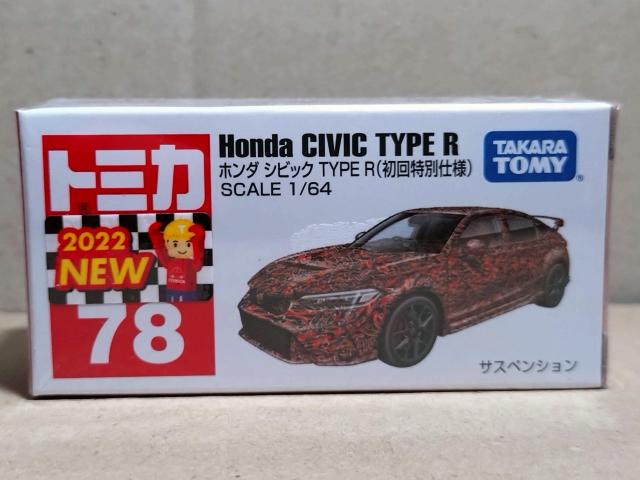 トミカ
2022
NEW
78
Honda CIVIC TYPE R
ホンダ シビック TYPE R(初回特別仕様)
SCALE 1/64
TAKARA
TOMY
サスペンション